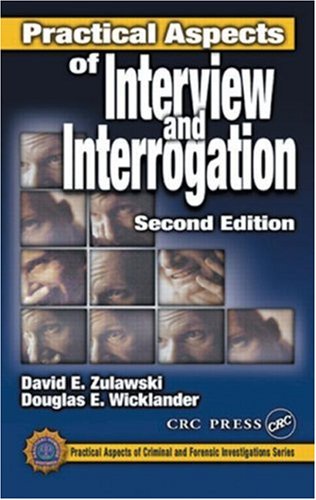 Practical Aspects
of Interview
and
Interrogation
Second Edition
David E. Zulawski
Douglas E. Wicklander
CRC PRESS
CRC
Practical Aspects of Criminal and Forensic Investigations Series